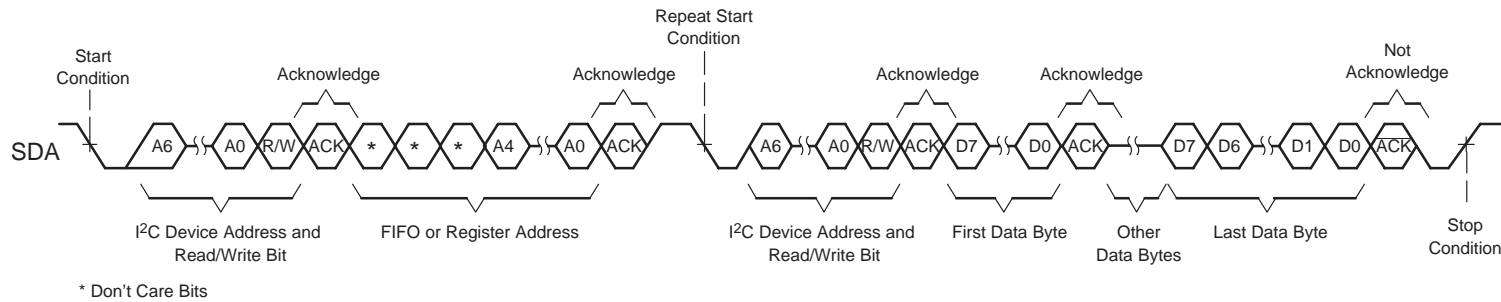 Repeat Start
Condition
Start
Condition
Acknowledge
Acknowledge
Acknowledge
Acknowledge
Not
Acknowledge
SDA
A6 A0 R/W ACK * * * A4 A0 ACK A6 A0 R/W ACK D7 D0 ACK D7 D6 D1 D0 A̅C̅K̅
I²C Device Address and
Read/Write Bit
FIFO or Register Address
I²C Device Address and
Read/Write Bit
First Data Byte
Other
Data Bytes
Last Data Byte
Stop
Condition
* Don't Care Bits